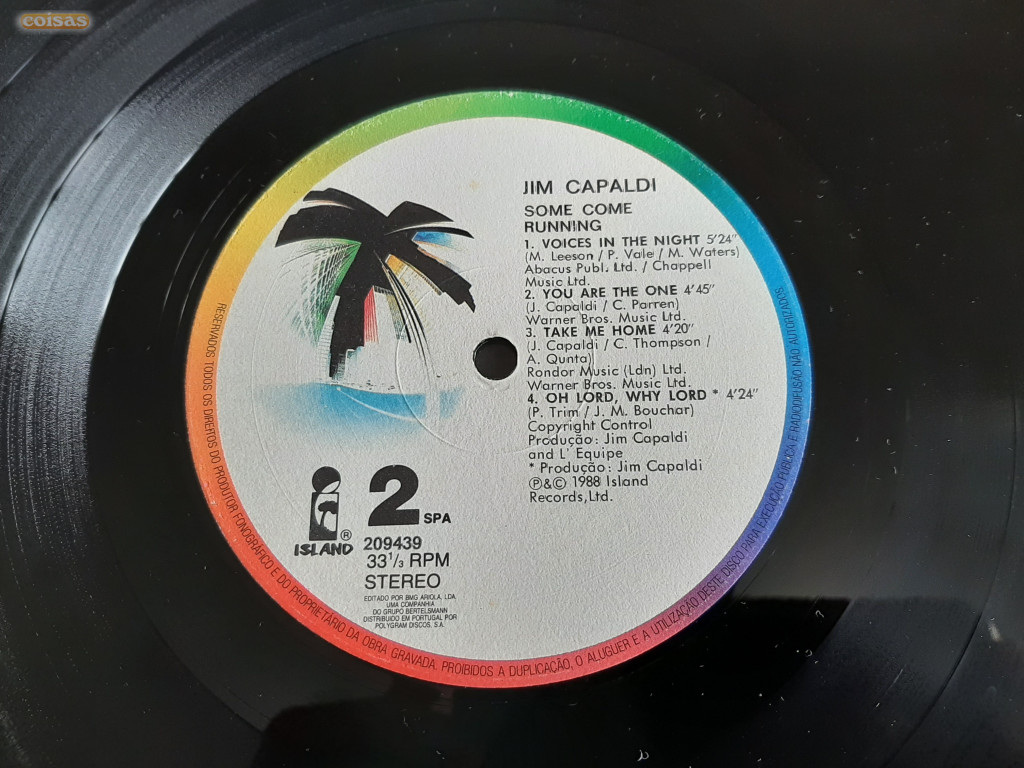 coisas
JIM CAPALDI
SOME COME
RUNNING
1. VOICES IN THE NIGHT 5'24"
(M. Leeson / P. Vale / M. Waters)
Abacus Publ. Ltd. / Chappell
Music Ltd.
2. YOU ARE THE ONE 4'45"
(J. Capaldi / C. Parren)
Warner Bros. Music Ltd.
3. TAKE ME HOME 4'20"
(J. Capaldi / C. Thompson /
A. Qunta)
Rondor Music (Ldn) Ltd.
Warner Bros. Music Ltd.
4. OH LORD, WHY LORD * 4'24"
(P. Trim / J. M. Bouchar)
Copyright Control
Produção: Jim Capaldi
and L' Equipe
* Produção: Jim Capaldi
℗&© 1988 Island
Records, Ltd.
ISLAND ®
2 SPA
209439
33 1/3 RPM
STEREO
EDITADO POR BMG ARIOLA, LDA
UMA COMPANHIA
DO GRUPO BERTELSMANN
DISTRIBUIDO EM PORTUGAL POR
POLYGRAM DISCOS, S.A.
RESERVADOS TODOS OS DIREITOS DO PRODUTOR FONOGRÁFICO E DO PROPRIETÁRIO DA OBRA GRAVADA. PROIBIDOS A DUPLICAÇÃO, O ALUGUER E A UTILIZAÇÃO DESTE DISCO PARA EXECUÇÃO PÚBLICA E RADIODIFUSÃO NÃO AUTORIZADOS